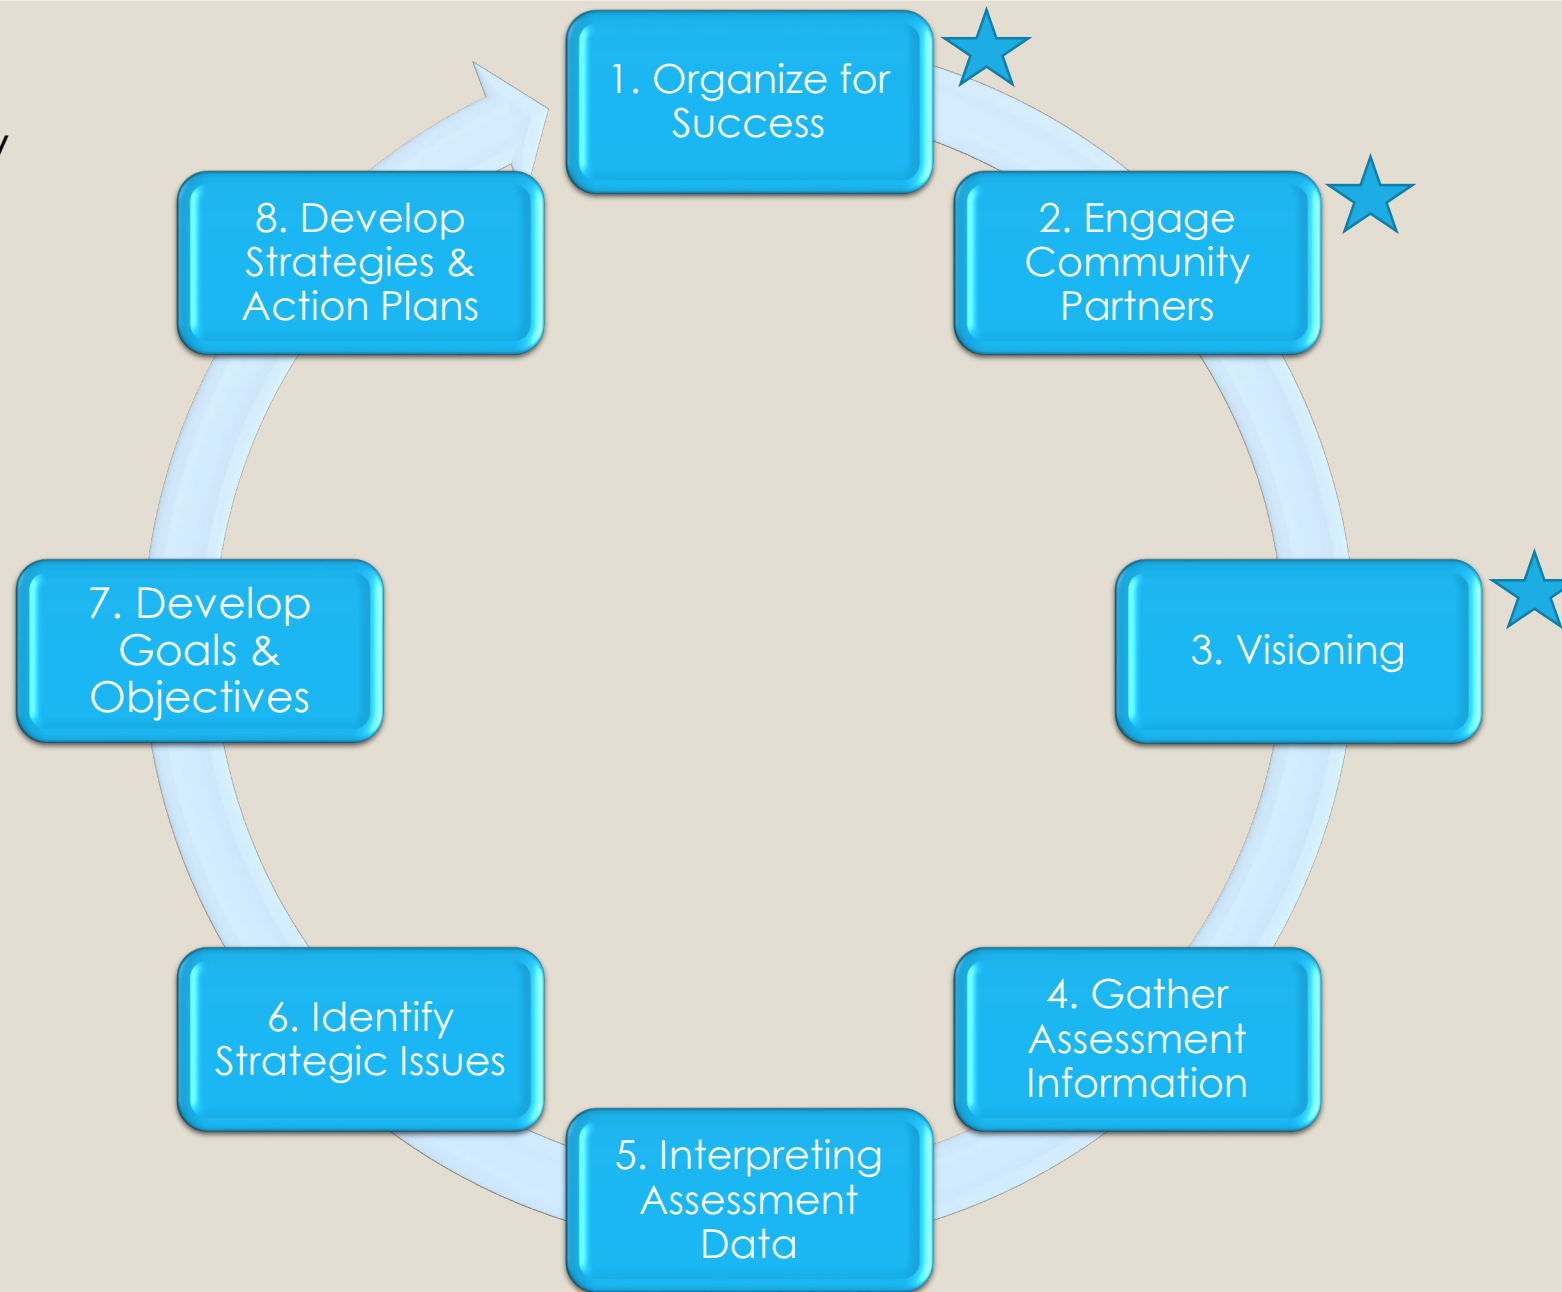 1. Organize for
Success
2. Engage
Community
Partners
3. Visioning
4. Gather
Assessment
Information
5. Interpreting
Assessment
Data
6. Identify
Strategic Issues
7. Develop
Goals &
Objectives
8. Develop
Strategies &
Action Plans